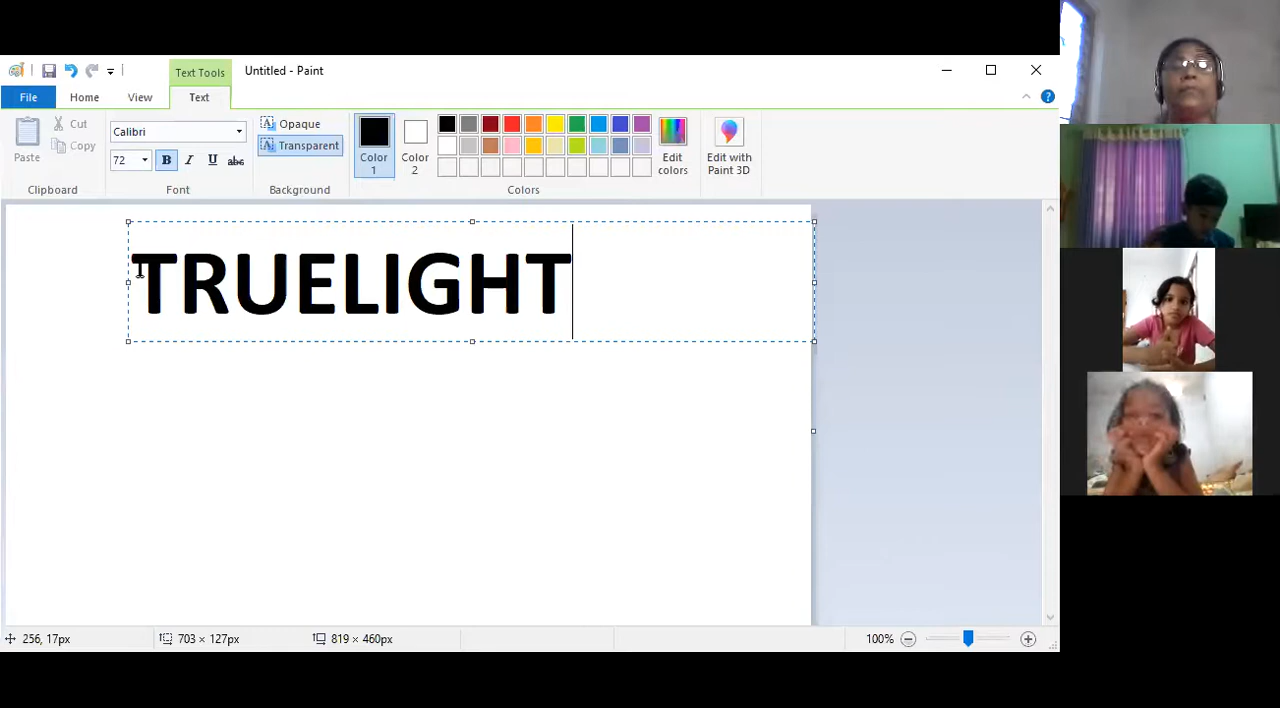 Text Tools
Untitled - Paint
File
Home
View
Text
Paste
Cut
Copy
Clipboard
Calibri
72
B I U abc
Font
Opaque
Transparent
Background
Color 1
Color 2
Edit colors
Colors
Edit with Paint 3D
TRUELIGHT
256, 17px
703 × 127px
819 × 460px
100%